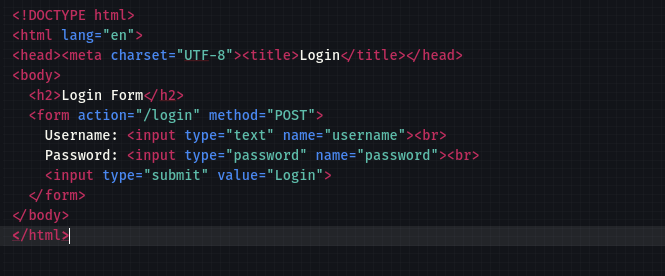 <!DOCTYPE html>
<html lang="en">
<head><meta charset="UTF-8"><title>Login</title></head>
<body>
  <h2>Login Form</h2>
  <form action="/login" method="POST">
    Username: <input type="text" name="username"><br>
    Password: <input type="password" name="password"><br>
    <input type="submit" value="Login">
  </form>
</body>
</html>